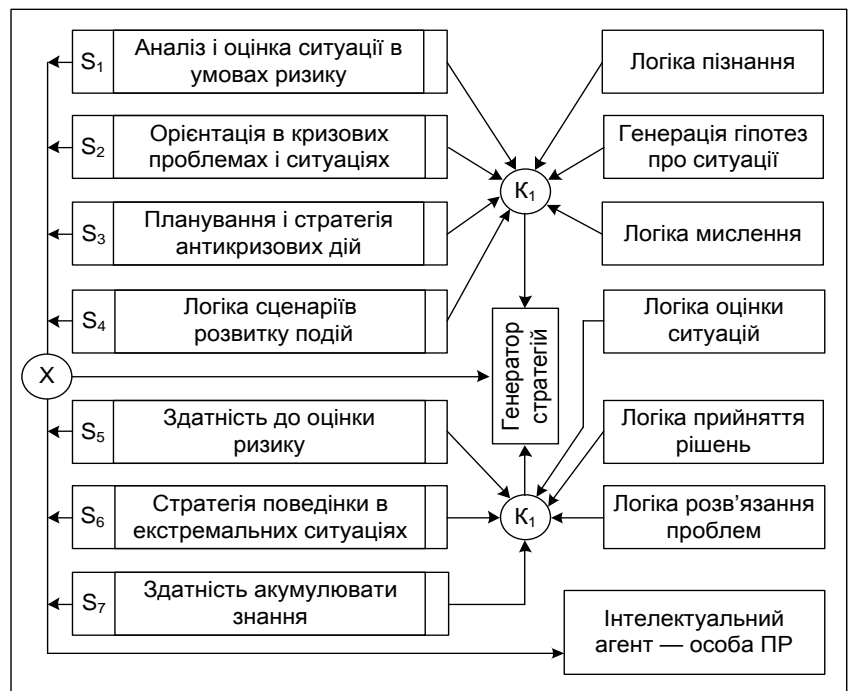 S₁
Аналіз і оцінка ситуації в
умовах ризику
Логіка пізнання
S₂
Орієнтація в кризових
проблемах і ситуаціях
Генерація гіпотез
про ситуації
К₁
S₃
Планування і стратегія
антикризових дій
Логіка мислення
S₄
Логіка сценаріїв
розвитку подій
Логіка оцінки
ситуацій
X
Генератор
стратегій
S₅
Здатність до оцінки
ризику
Логіка прийняття
рішень
S₆
Стратегія поведінки в
екстремальних ситуаціях
К₁
Логіка розв’язання
проблем
S₇
Здатність акумулювати
знання
Інтелектуальний
агент — особа ПР